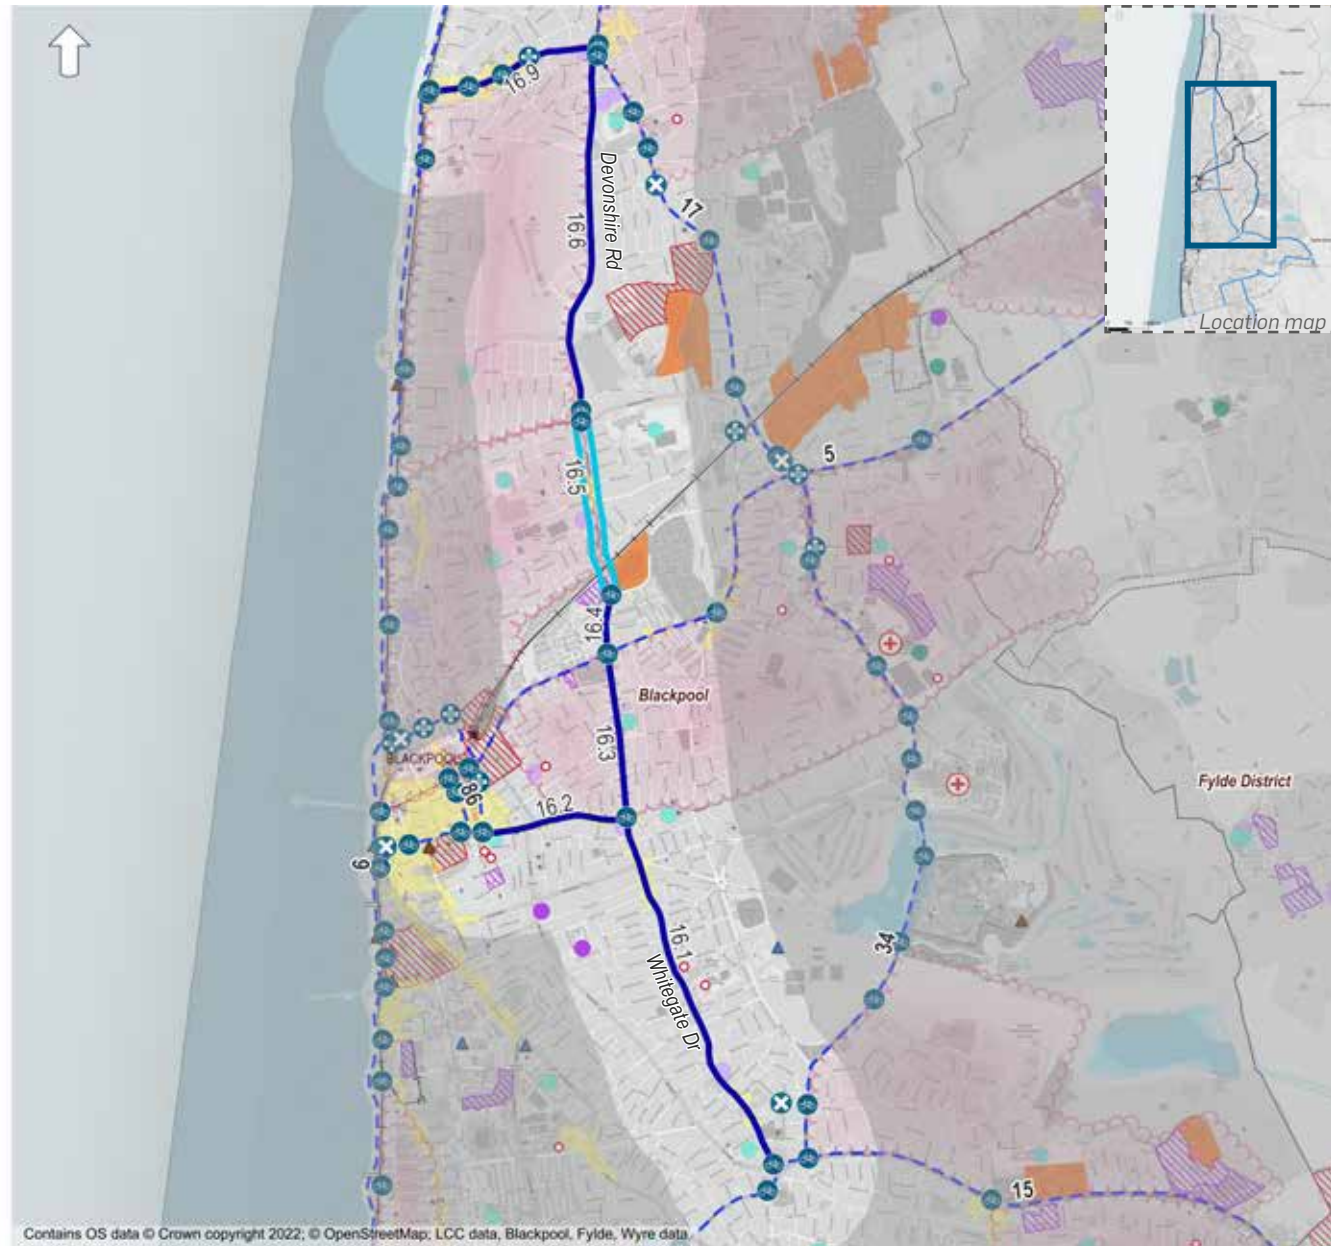 16.9
Devonshire Rd
17
16.6
Location map
5
16.5
16.4
Blackpool
16.3
BLACKPOOL
98
16.2
Fylde District
6
16.1
34
Whitegate Dr
15
Contains OS data © Crown copyright 2022; © OpenStreetMap; LCC data, Blackpool, Fylde, Wyre data